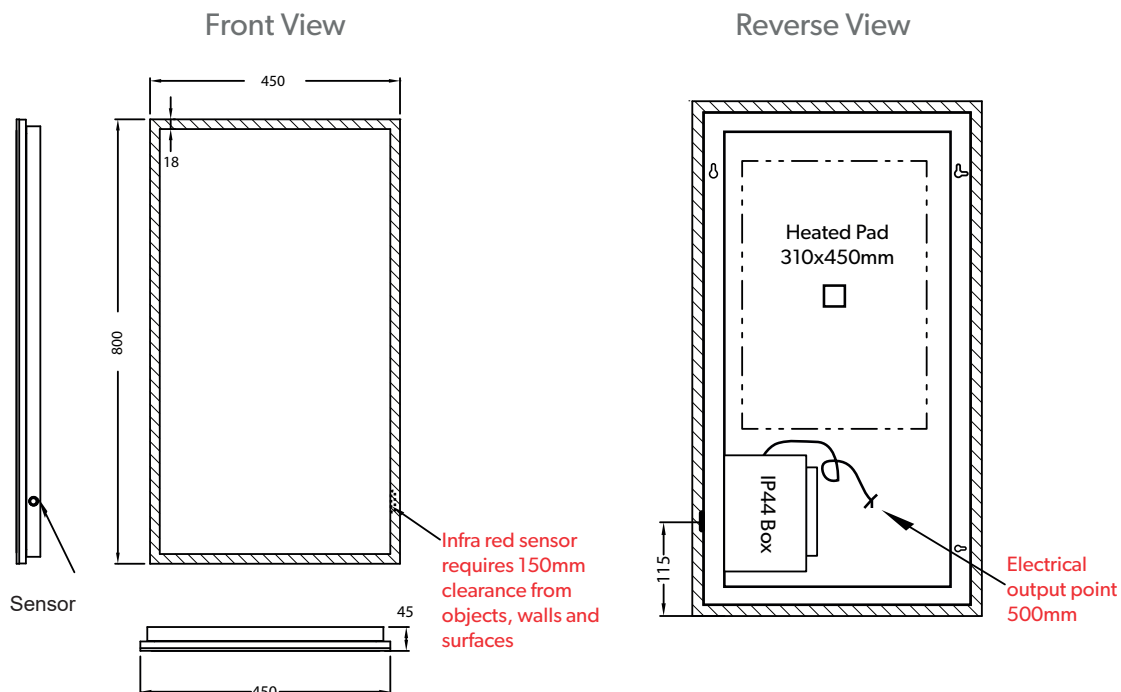 Front View
Reverse View
450
18
800
Sensor
Infra red sensor
requires 150mm
clearance from
objects, walls and
surfaces
45
450
Heated Pad
310x450mm
IP44 Box
115
Electrical
output point
500mm